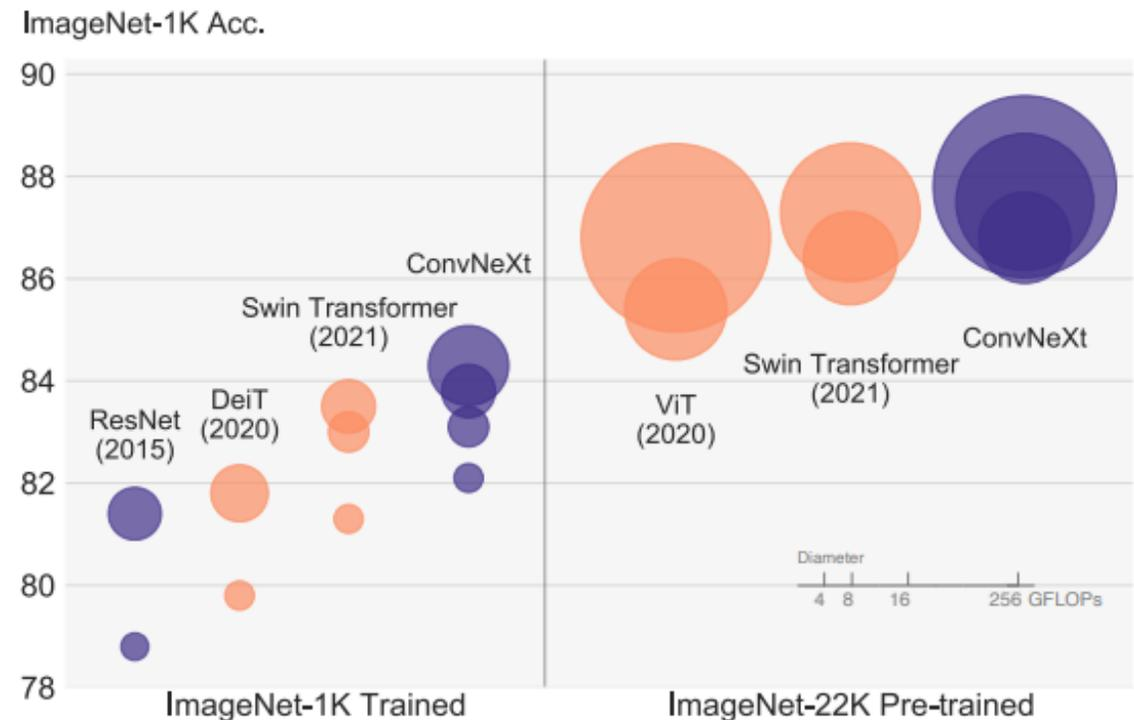 ImageNet-1K Acc.
90
88
86
84
82
80
78
ResNet
(2015)
DeiT
(2020)
Swin Transformer
(2021)
ConvNeXt
ViT
(2020)
Swin Transformer
(2021)
ConvNeXt
Diameter
4 8 16 256 GFLOPs
ImageNet-1K Trained
ImageNet-22K Pre-trained